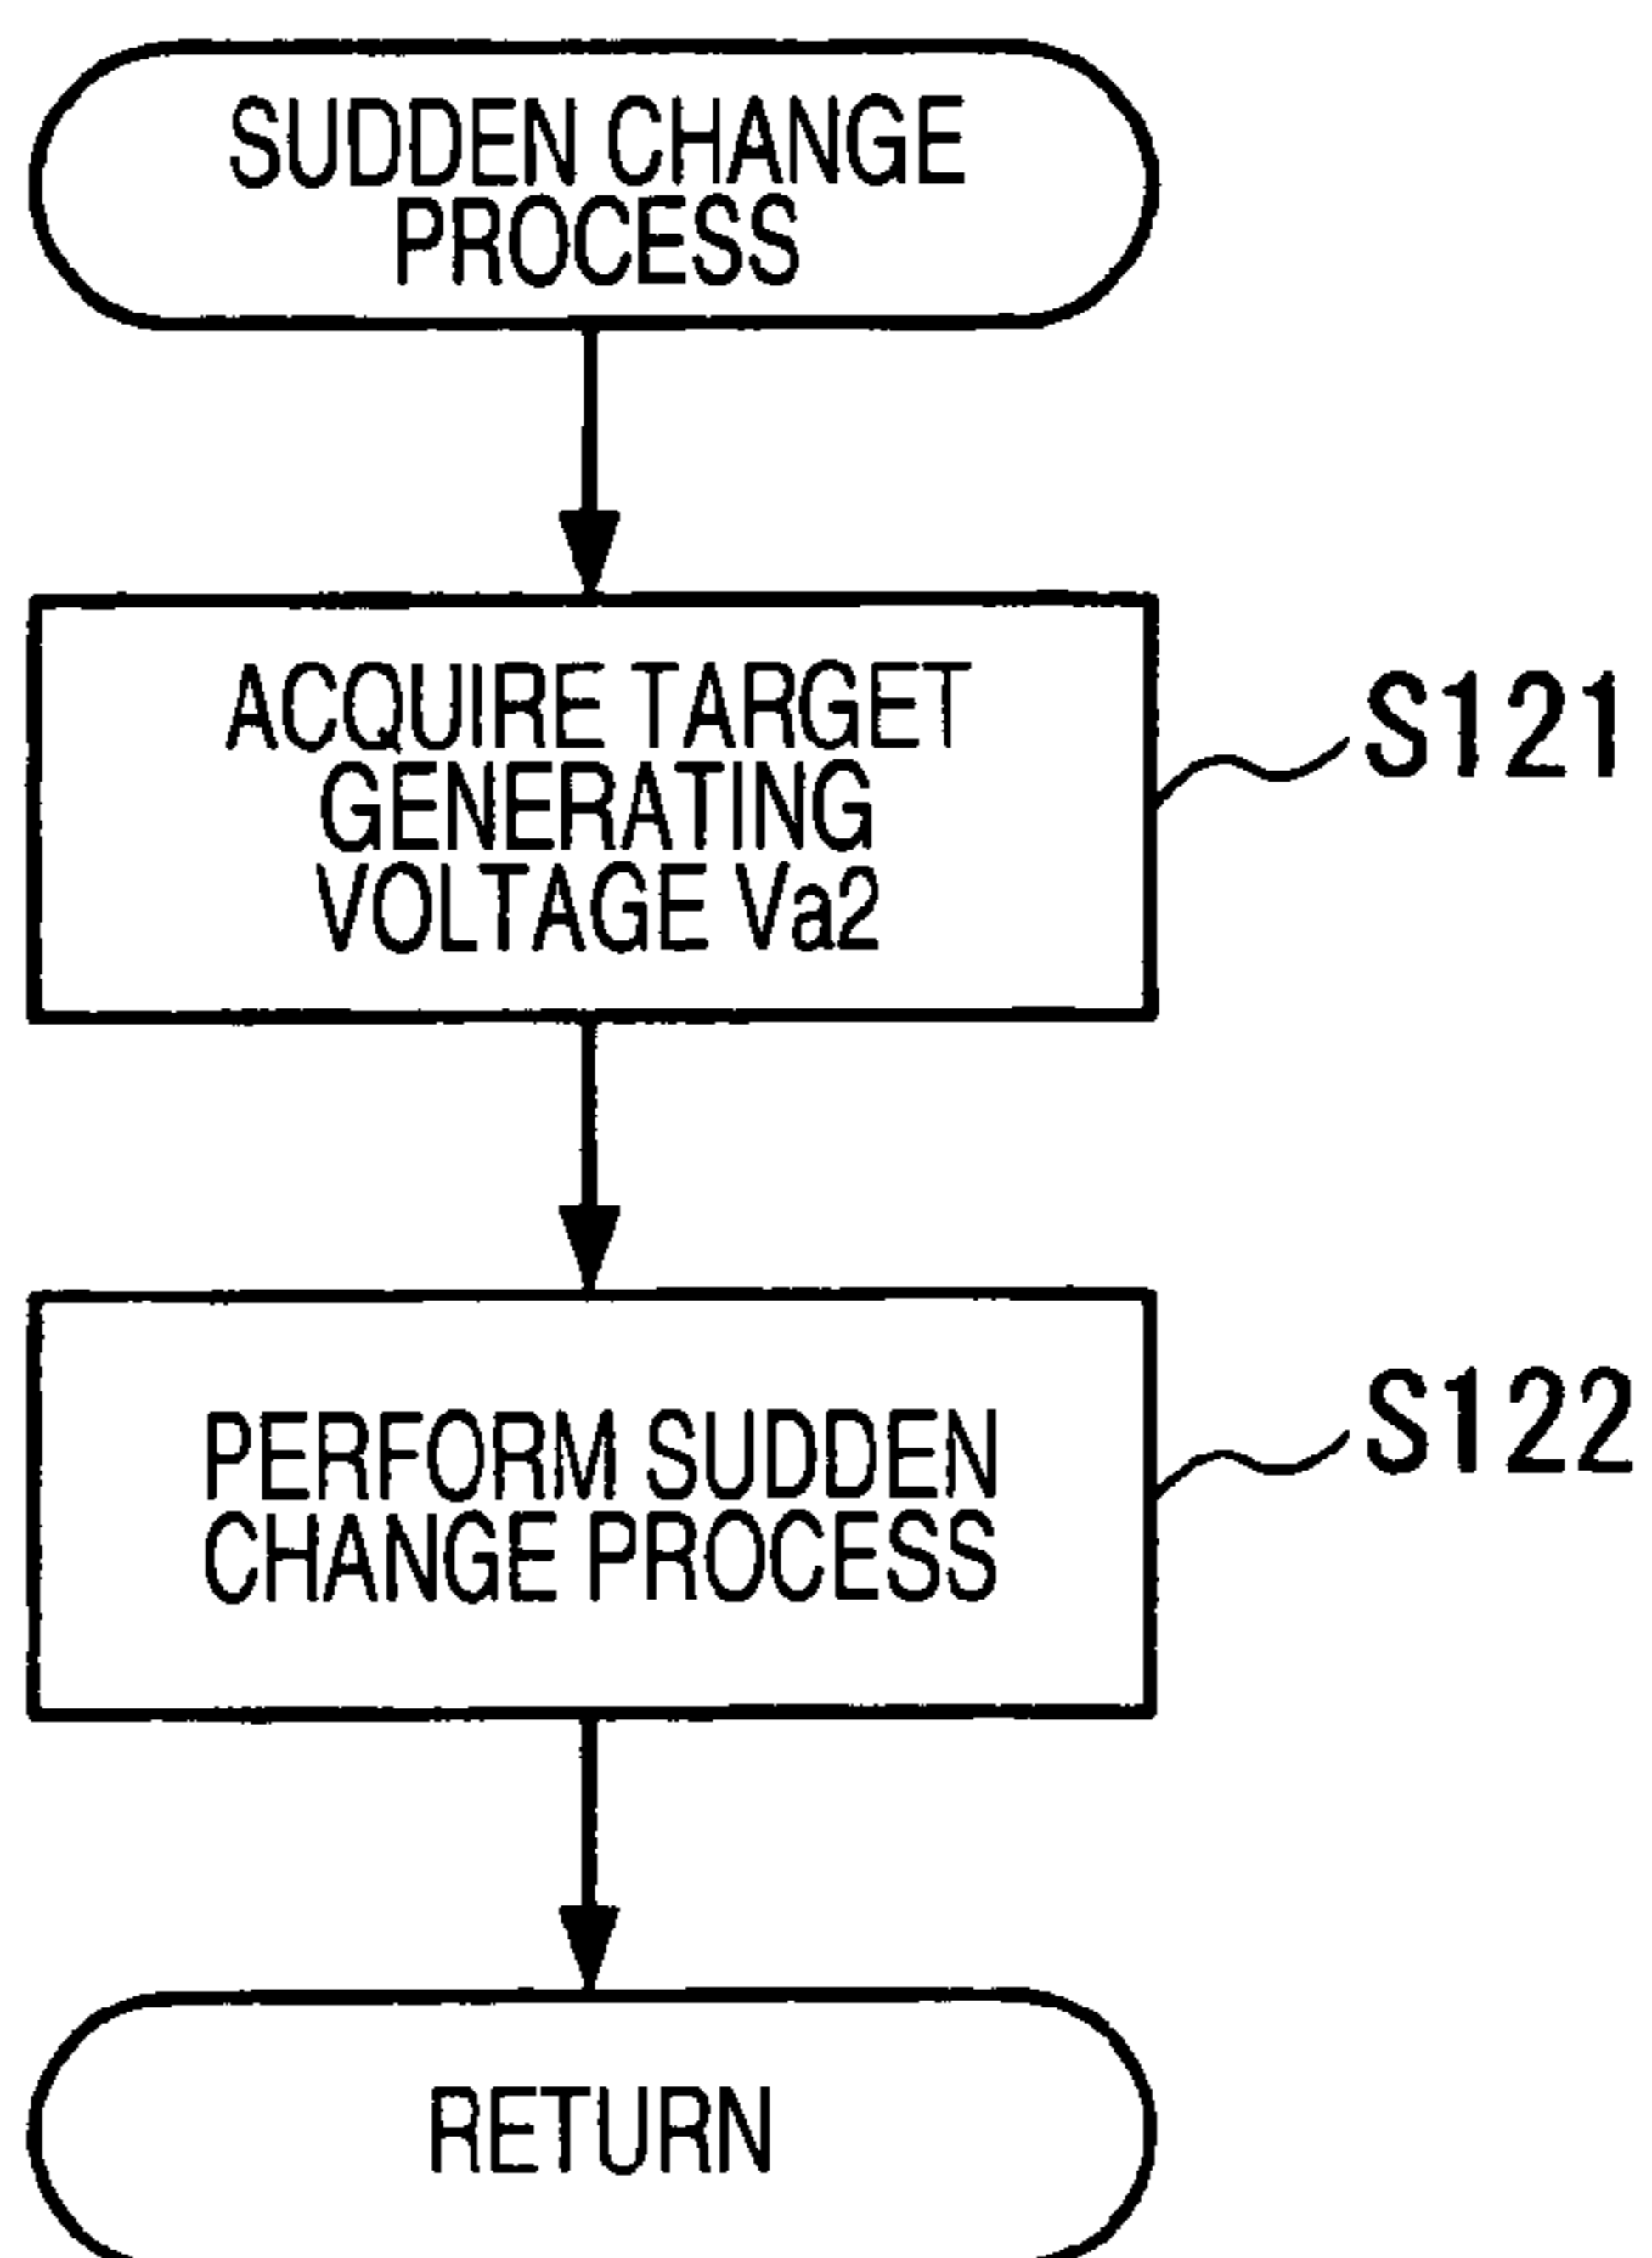 SUDDEN CHANGE
PROCESS
ACQUIRE TARGET
GENERATING
VOLTAGE Va2
S121
PERFORM SUDDEN
CHANGE PROCESS
S122
RETURN